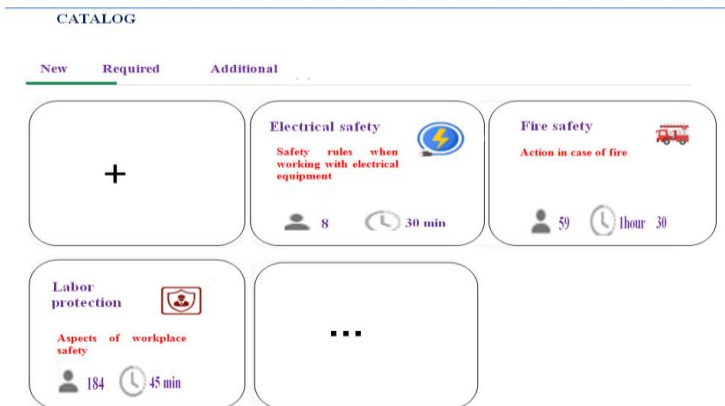 CATALOG
New Required Additional
+
Electrical safety
Safety rules when
working with electrical
equipment
8 30 min
Fire safety
Action in case of fire
59 1hour 30
Labor
protection
Aspects of workplace
safety
184 45 min
...